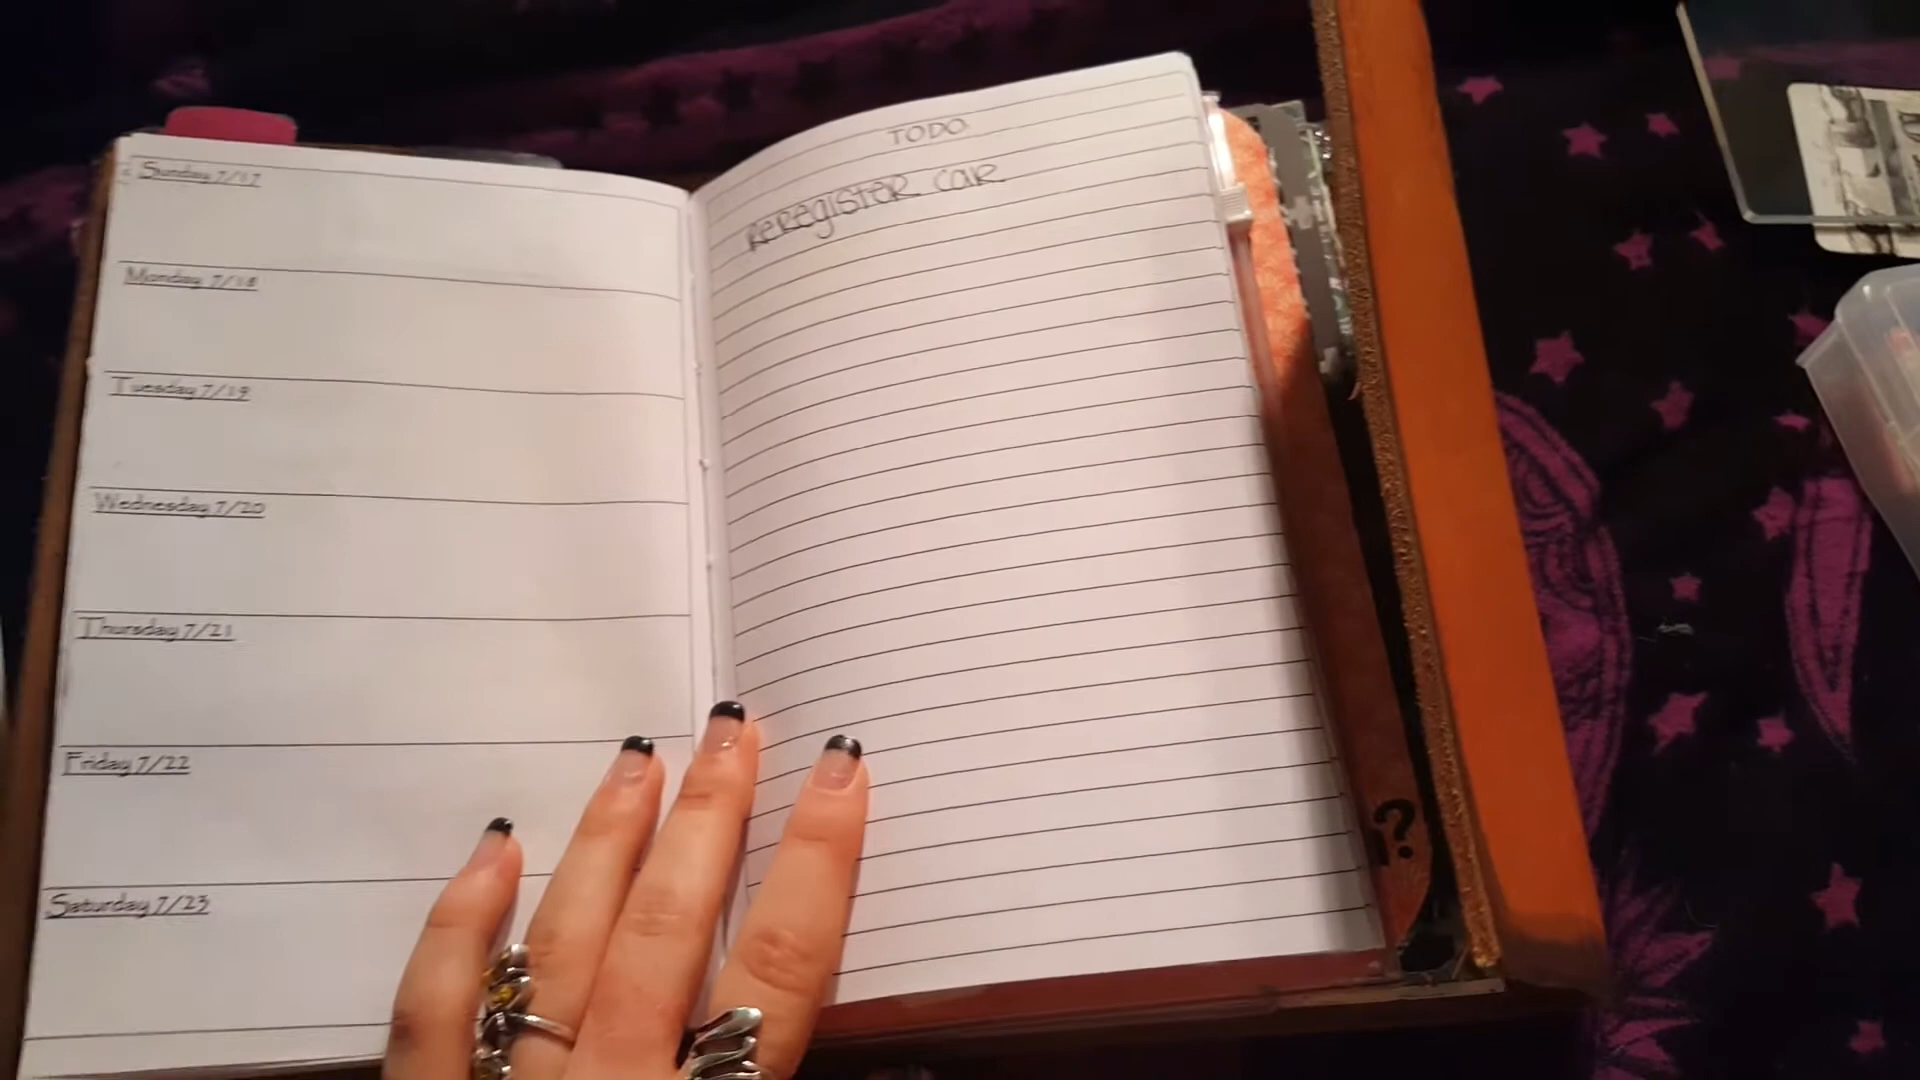 Sunday 7/17
Monday 7/18
Tuesday 7/19
Wednesday 7/20
Thursday 7/21
Friday 7/22
Saturday 7/23
TODO
reregister car
?